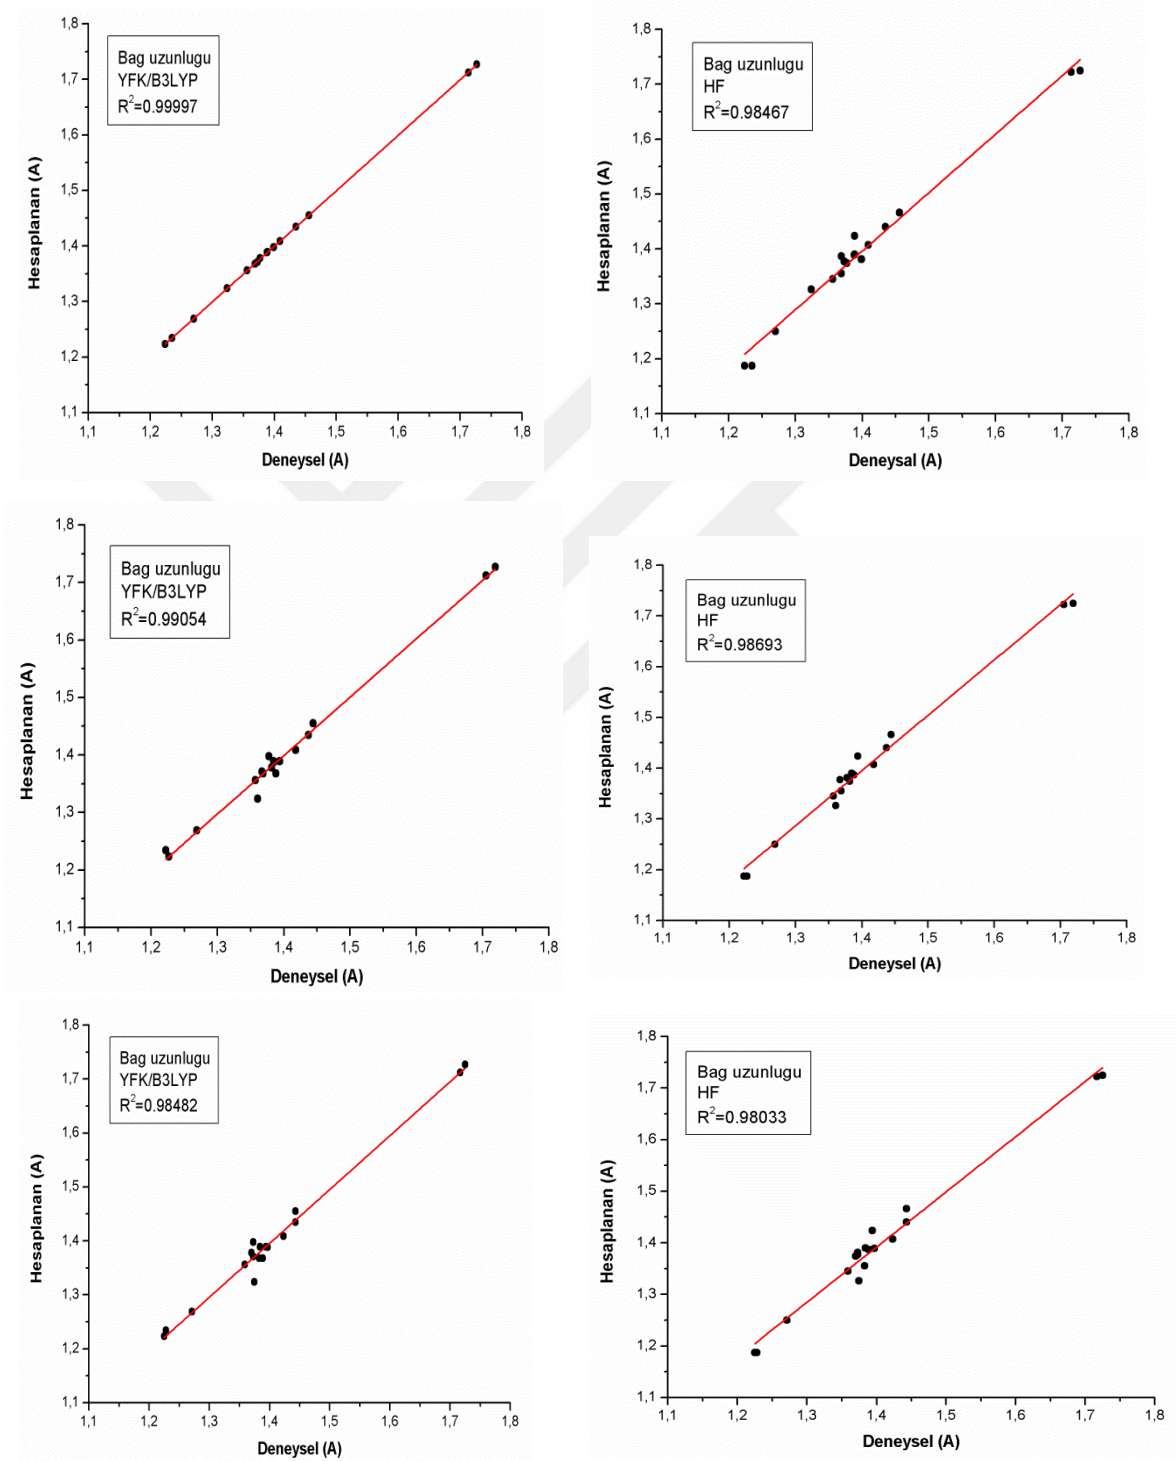 1,8
1,7
1,6
1,5
1,4
1,3
1,2
1,1
Hesaplanan (A)
Bag uzunlugu
YFK/B3LYP
R²=0.99997
1,1 1,2 1,3 1,4 1,5 1,6 1,7 1,8
Deneysel (A)
1,8
1,7
1,6
1,5
1,4
1,3
1,2
1,1
Hesaplanan (A)
Bag uzunlugu
HF
R²=0.98467
1,1 1,2 1,3 1,4 1,5 1,6 1,7 1,8
Deneysal (A)
1,8
1,7
1,6
1,5
1,4
1,3
1,2
1,1
Hesaplanan (A)
Bag uzunlugu
YFK/B3LYP
R²=0.99054
1,1 1,2 1,3 1,4 1,5 1,6 1,7 1,8
Deneysel (A)
1,8
1,7
1,6
1,5
1,4
1,3
1,2
1,1
Hesaplanan (A)
Bag uzunlugu
HF
R²=0.98693
1,1 1,2 1,3 1,4 1,5 1,6 1,7 1,8
Deneysel (A)
1,8
1,7
1,6
1,5
1,4
1,3
1,2
1,1
Hesaplanan (A)
Bag uzunlugu
YFK/B3LYP
R²=0.98482
1,1 1,2 1,3 1,4 1,5 1,6 1,7 1,8
Deneysel (A)
1,8
1,7
1,6
1,5
1,4
1,3
1,2
1,1
Hesaplanan (A)
Bag uzunlugu
HF
R²=0.98033
1,1 1,2 1,3 1,4 1,5 1,6 1,7 1,8
Deneysel (A)